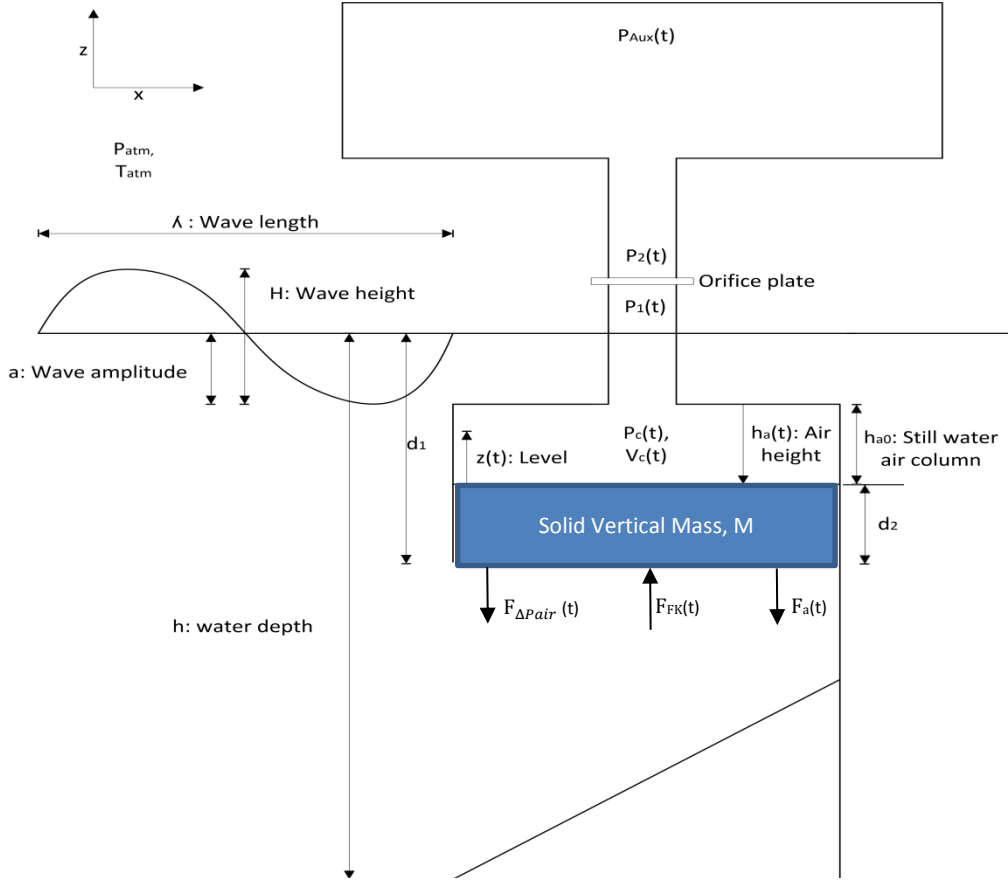 PAux(t)
z
x
Patm,
Tatm
ʎ : Wave length
P2(t)
Orifice plate
H: Wave height
P1(t)
a: Wave amplitude
d1
Pc(t),
Vc(t)
ha(t): Air
height
ha0: Still water
air column
z(t): Level
Solid Vertical Mass, M
d2
FΔPair (t)
FFK(t)
Fa(t)
h: water depth